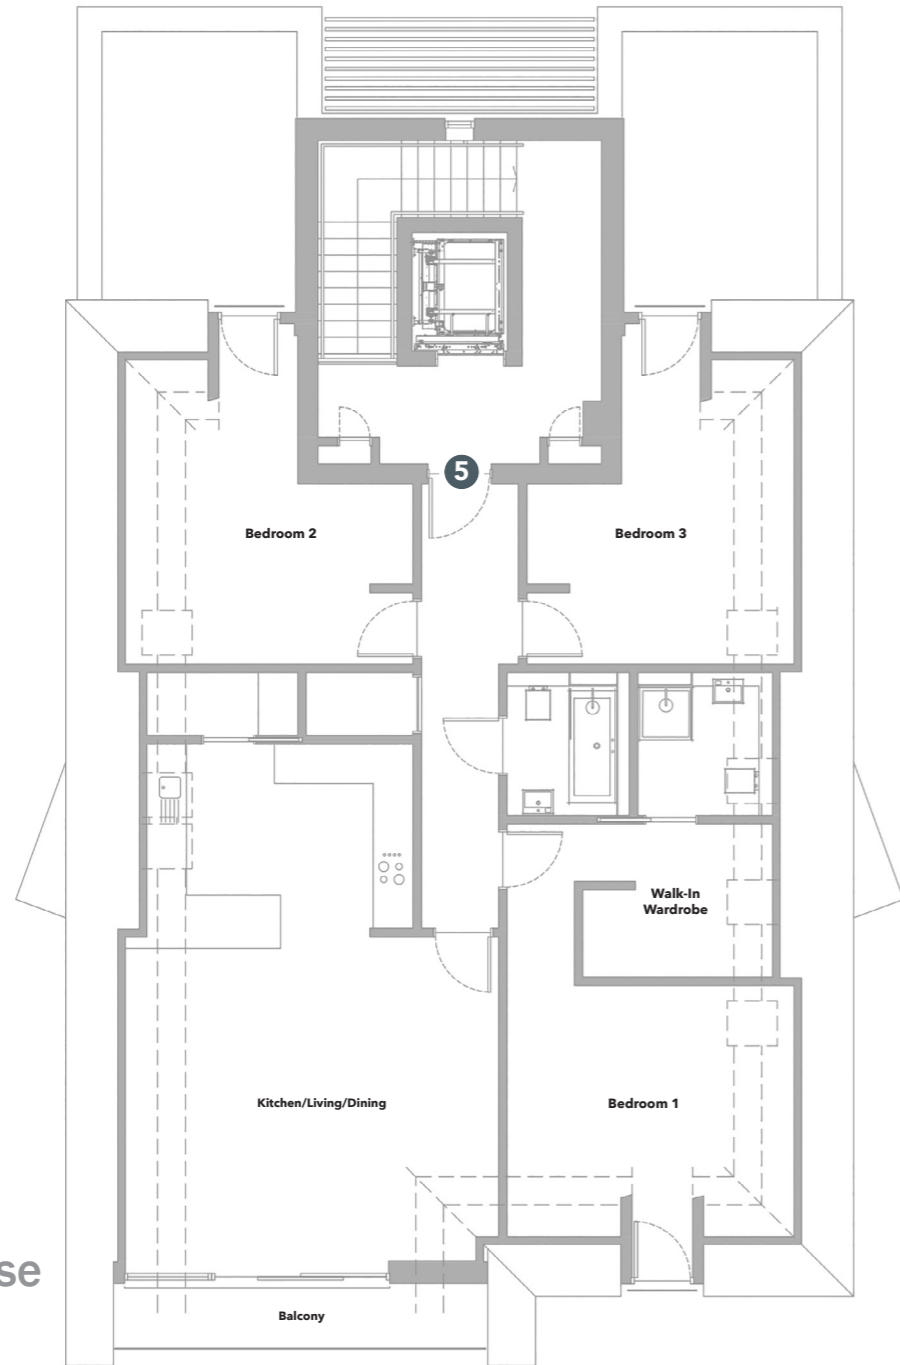 5
Bedroom 2
Bedroom 3
Walk-In
Wardrobe
Kitchen/Living/Dining
Bedroom 1
se
Balcony